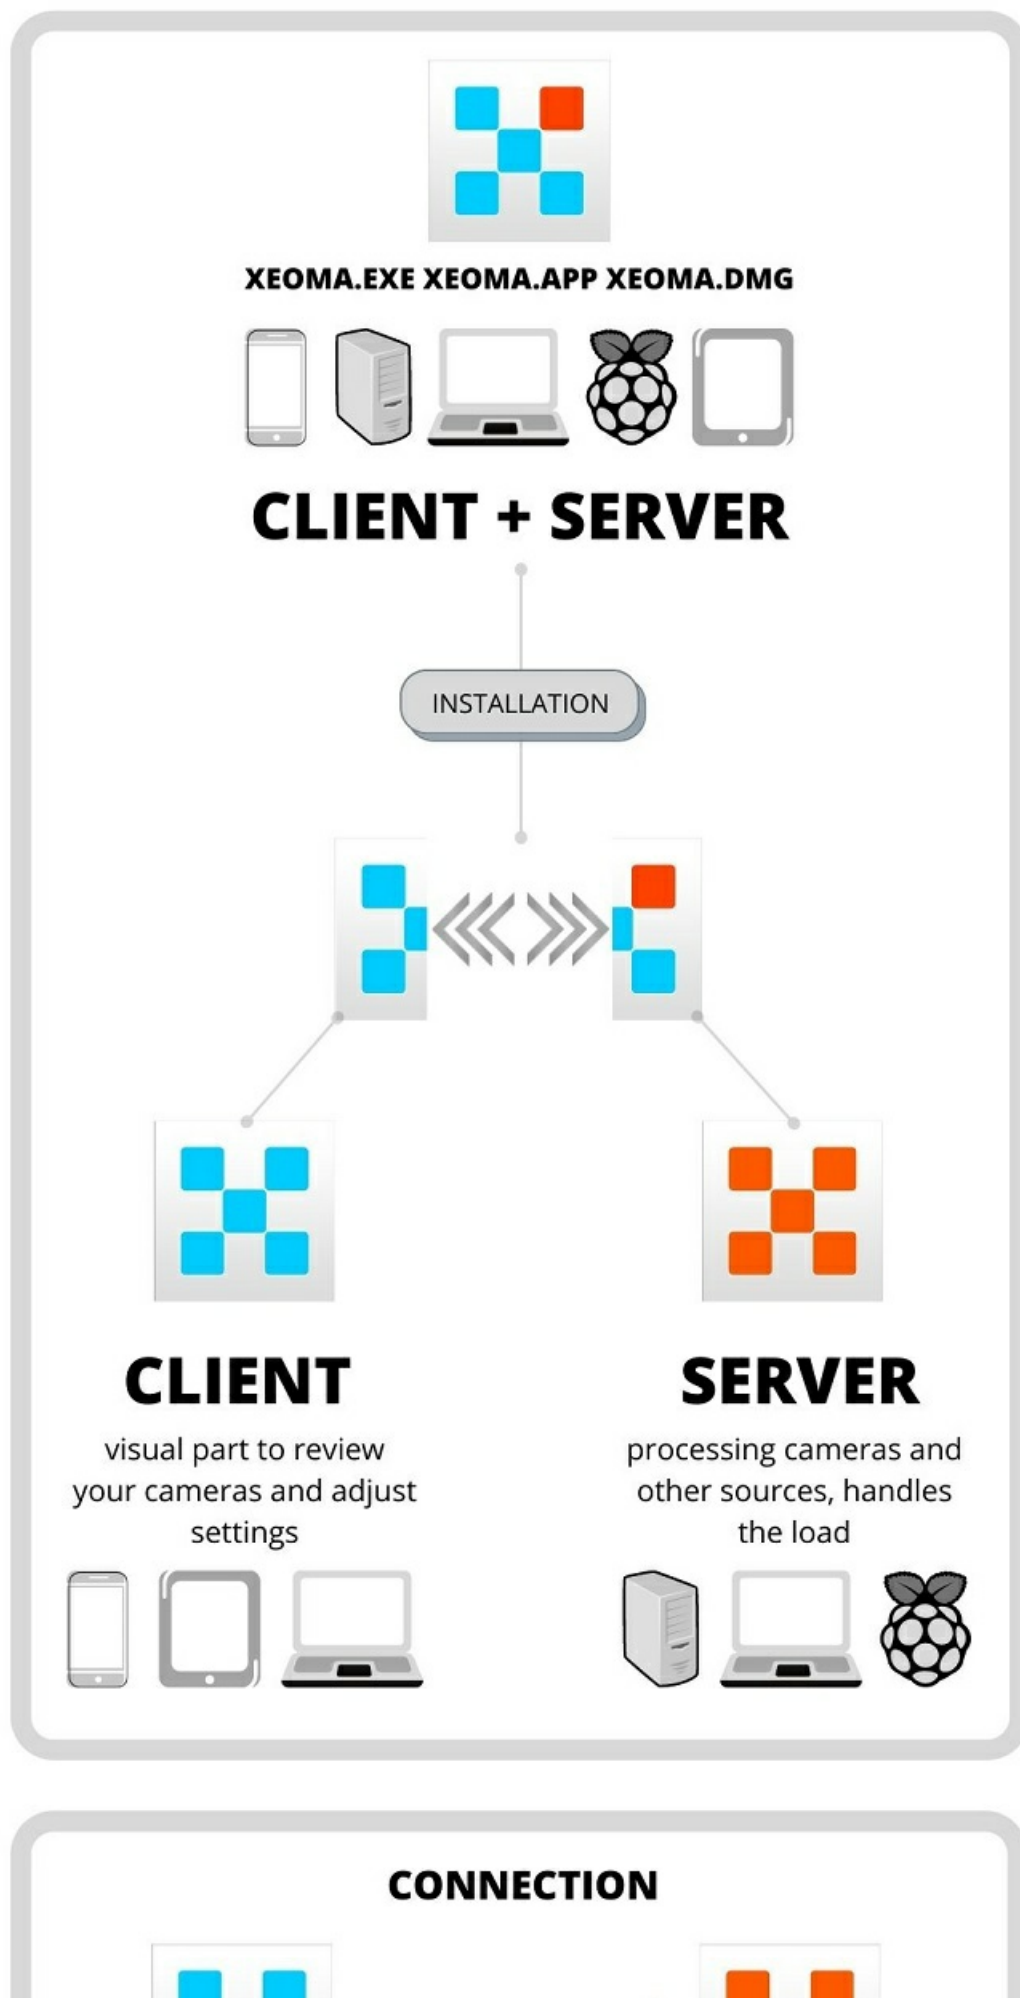 XEOMA.EXE XEOMA.APP XEOMA.DMG
CLIENT + SERVER
INSTALLATION
CLIENT
visual part to review
your cameras and adjust
settings
SERVER
processing cameras and
other sources, handles
the load
CONNECTION